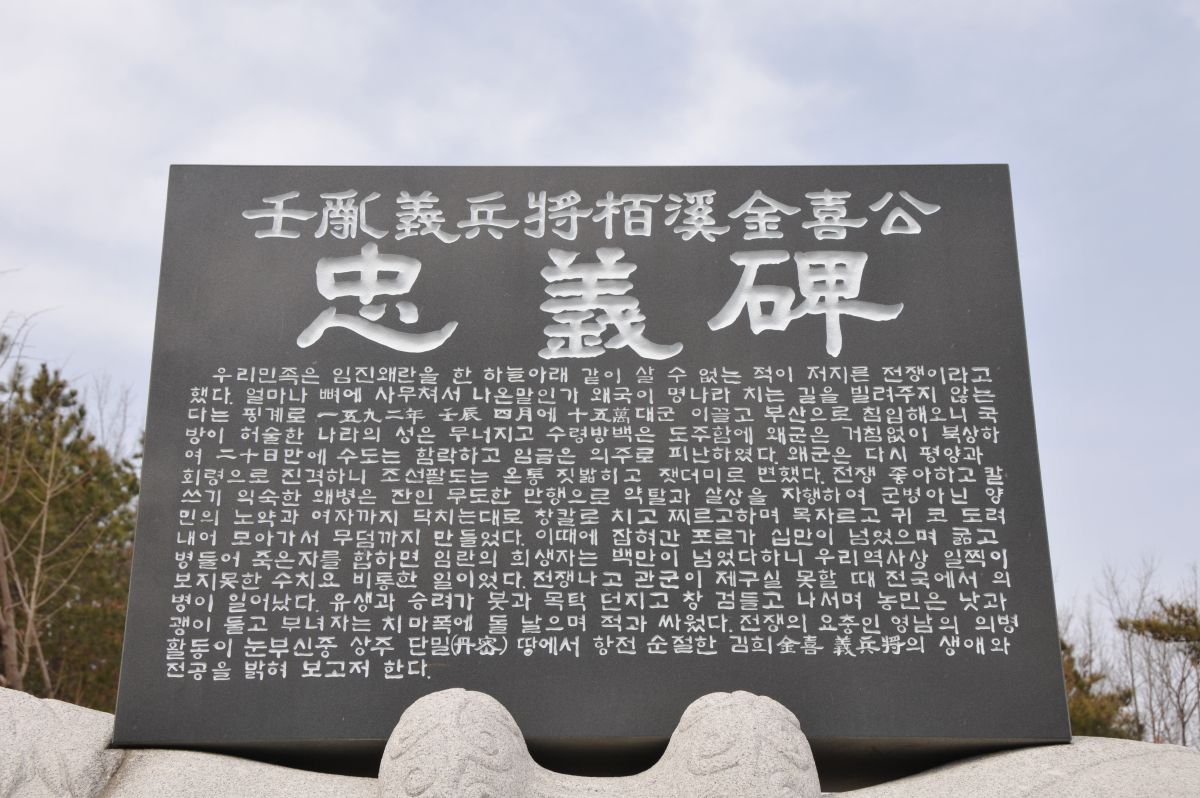 壬亂義兵將栢溪金喜公
忠義碑
우리민족은 임진왜란을 한 하늘아래 같이 살 수 없는 적이 저지른 전쟁이라고
했다. 얼마나 뼈에 사무쳐서 나온말인가 왜국이 명나라 치는 길을 빌려주지 않는
다는 핑계로 一五九二年 壬辰 四月에 十五萬대군 이끌고 부산으로 침입해오니 국
방이 허술한 나라의 성은 무너지고 수령방백은 도주함에 왜군은 거침없이 북상하
여 二十日만에 수도는 함락하고 임금은 의주로 피난하였다. 왜군은 다시 평양과
회령으로 진격하니 조선팔도는 온통 짓밟히고 잿더미로 변했다. 전쟁 좋아하고 칼
쓰기 익숙한 왜병은 잔인 무도한 만행으로 약탈과 살상을 자행하여 군병아닌 양
민의 노약과 여자까지 닥치는대로 창칼로 치고 찌르고하며 목자르고 귀 코 도려
내어 모아가서 무덤까지 만들었다. 이때에 잡혀간 포로가 십만이 넘었으며 굶고
병들어 죽은자를 합하면 임란의 희생자는 백만이 넘었다하니 우리역사상 일찍이
보지못한 수치요 비통한 일이었다. 전쟁나고 관군이 제구실 못할 때 전국에서 의
병이 일어났다. 유생과 승려가 붓과 목탁 던지고 창 검들고 나서며 농민은 낫과
괭이 들고 부녀자는 치마폭에 돌 날으며 적과 싸웠다. 전쟁의 요충인 영남의 의병
활동이 눈부신중 상주 단밀(丹密) 땅에서 항전 순절한 김희金喜 義兵將의 생애와
전공을 밝혀 보고저 한다.